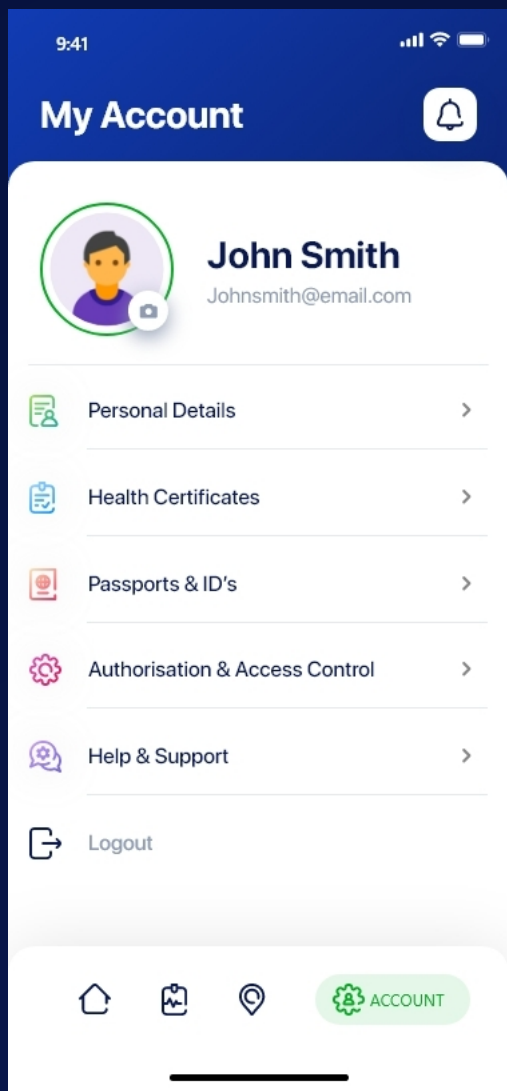 9:41
My Account
John Smith
Johnsmith@email.com
Personal Details
Health Certificates
Passports & ID's
Authorisation & Access Control
Help & Support
Logout
ACCOUNT